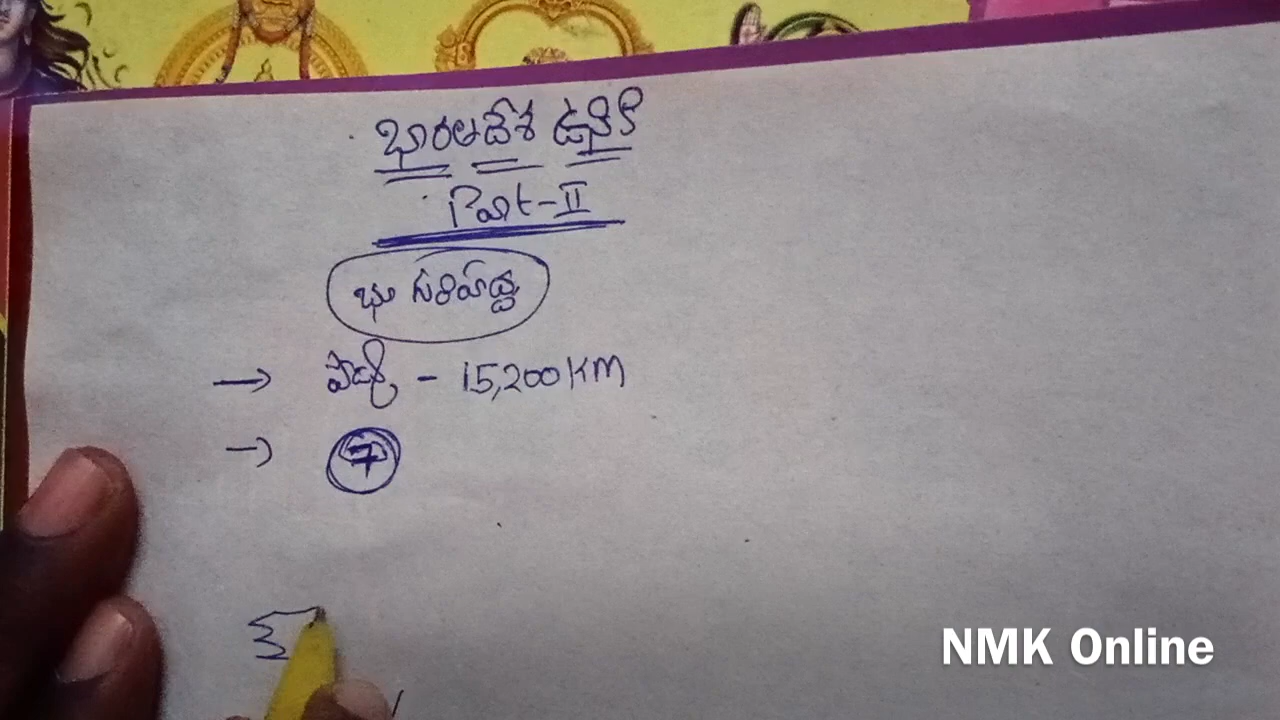 భారతదేశ ఉనికి
Part-II
భు సరిహద్దు
→ పొడవు - 15,200 KM
→ 7
NMK Online